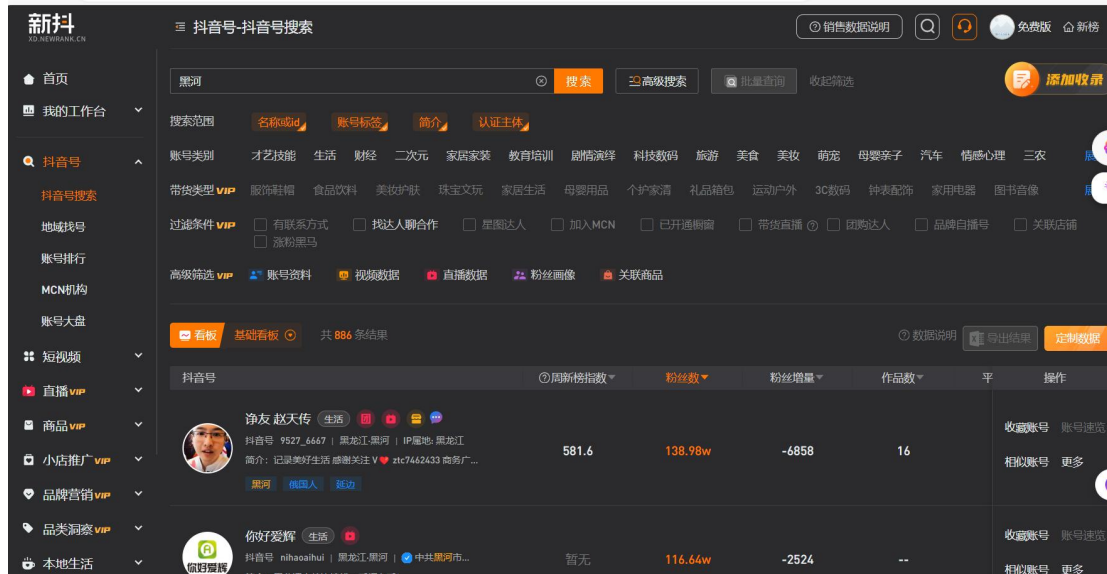 新抖
XD.NEWRANK.CN
抖音号-抖音号搜索
销售数据说明
免费版
新榜
首页
我的工作台
抖音号
抖音号搜索
地域找号
账号排行
MCN机构
账号大盘
短视频
直播VIP
商品VIP
小店推广VIP
品牌营销VIP
品类洞察VIP
本地生活
黑河
搜索
高级搜索
批量查询
收起筛选
添加收录
搜索范围 名称或id 账号标签 简介 认证主体
账号类别 才艺技能 生活 财经 二次元 家居家装 教育培训 剧情演绎 科技数码 旅游 美食 美妆 萌宠 母婴亲子 汽车 情感心理 三农
带货类型VIP 服饰鞋帽 食品饮料 美妆护肤 珠宝文玩 家居生活 母婴用品 个护家清 礼品箱包 运动户外 3C数码 钟表配饰 家用电器 图书音像
过滤条件VIP 有联系方式 找达人聊合作 星图达人 加入MCN 已开通橱窗 带货直播 团购达人 品牌自播号 关联店铺
涨粉黑马
高级筛选VIP 账号资料 视频数据 直播数据 粉丝画像 关联商品
看板 基础看板 共 886 条结果 数据说明 导出结果 定制数据
抖音号 周新榜指数 粉丝数 粉丝增量 作品数 平 操作
诤友 赵天传 生活
抖音号 9527_6667 | 黑龙江·黑河 | IP属地: 黑龙江
简介：记录美好生活 感谢关注 V❤ ztc7462433 商务广...
黑河 俄国人 延边
581.6 138.98w -6858 16
收藏账号 账号速览
相似账号 更多
你好爱辉 生活
抖音号 nihaoaihui | 黑龙江·黑河 | 中共黑河市...
你好爱辉
暂无 116.64w -2524 --
收藏账号 账号速览
相似账号 更多